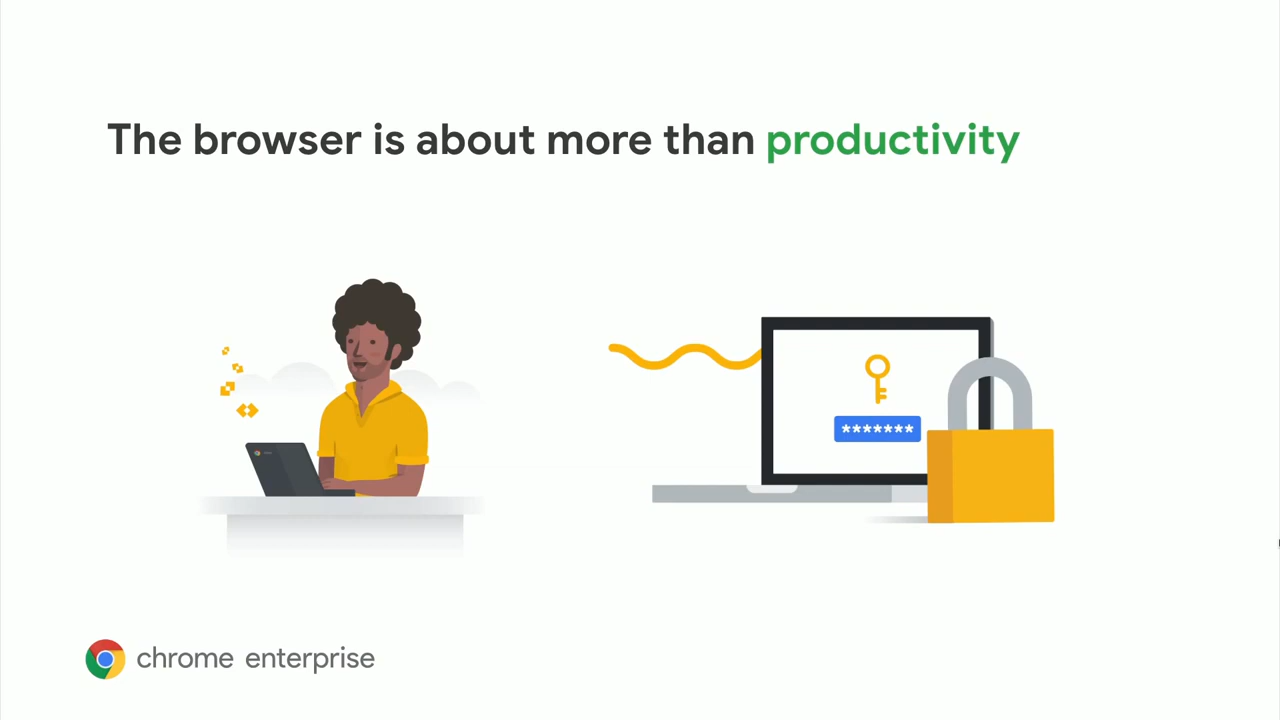 The browser is about more than productivity
*******
chrome enterprise